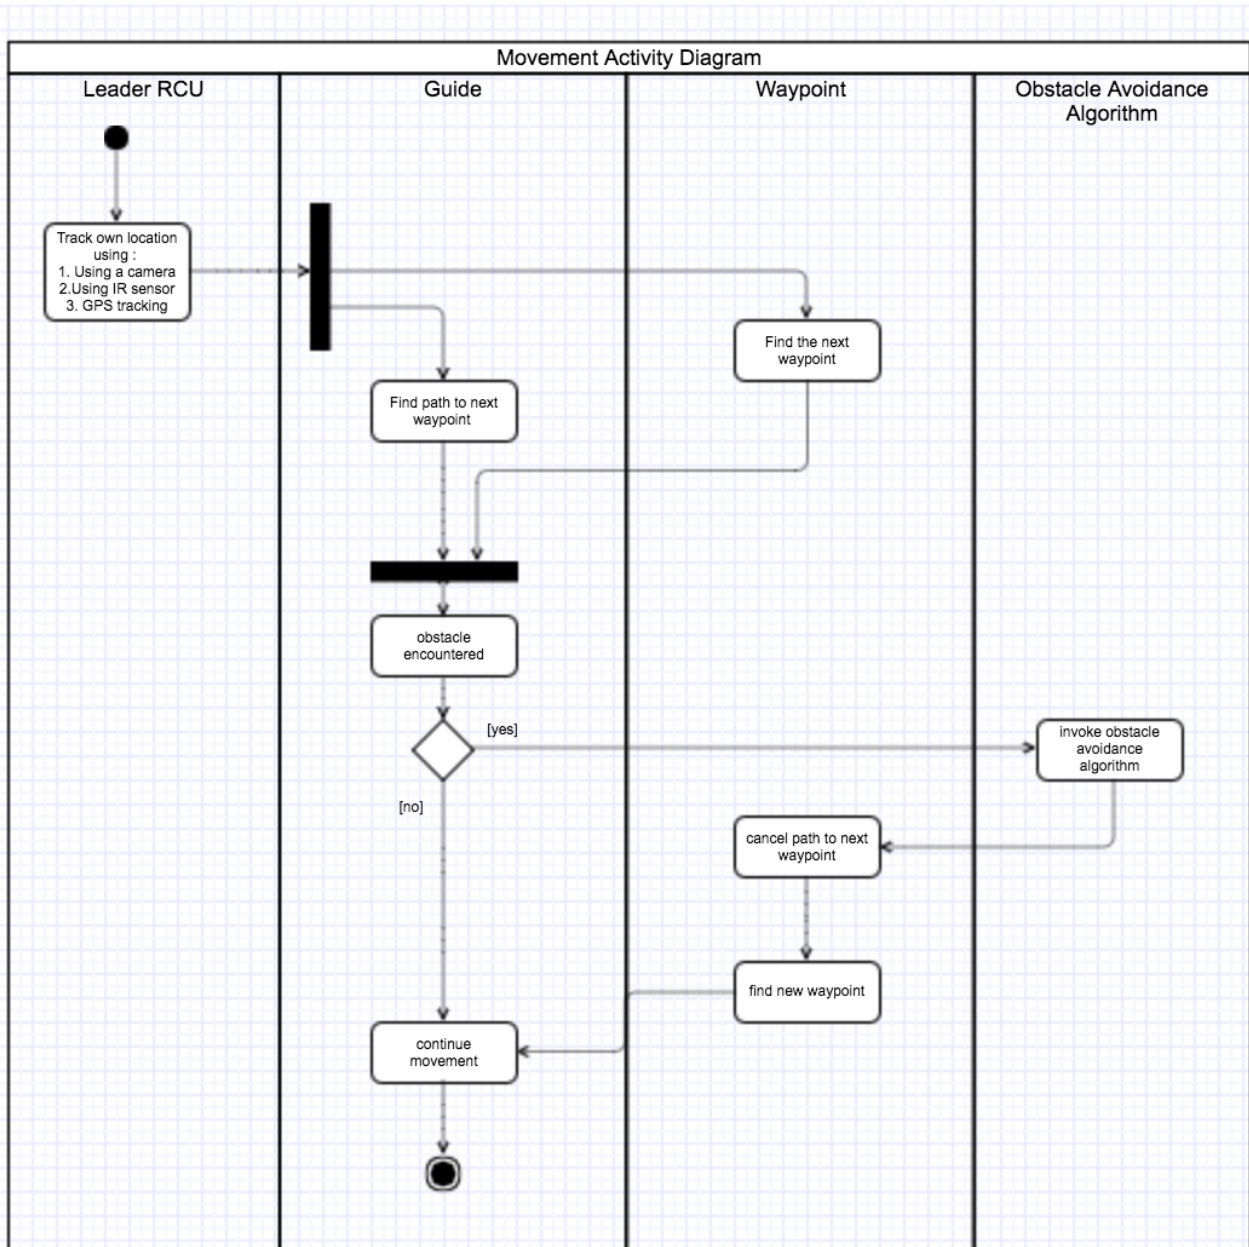 Movement Activity Diagram
Leader RCU
Guide
Waypoint
Obstacle Avoidance
Algorithm
Track own location
using :
1. Using a camera
2.Using IR sensor
3. GPS tracking
Find the next
waypoint
Find path to next
waypoint
obstacle
encountered
[yes]
invoke obstacle
avoidance
algorithm
[no]
cancel path to next
waypoint
find new waypoint
continue
movement